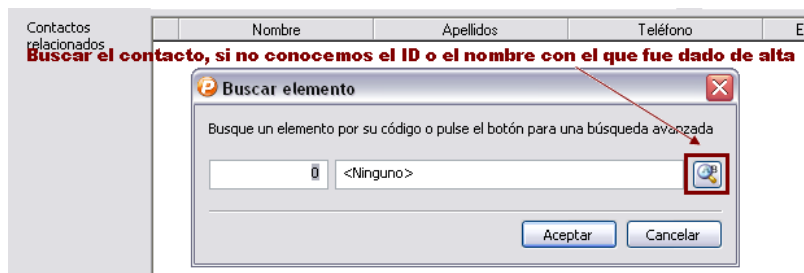 Contactos
relacionados
Nombre Apellidos Teléfono E
Buscar el contacto, si no conocemos el ID o el nombre con el que fue dado de alta
Buscar elemento
Busque un elemento por su código o pulse el botón para una búsqueda avanzada
0 <Ninguno>
Aceptar Cancelar